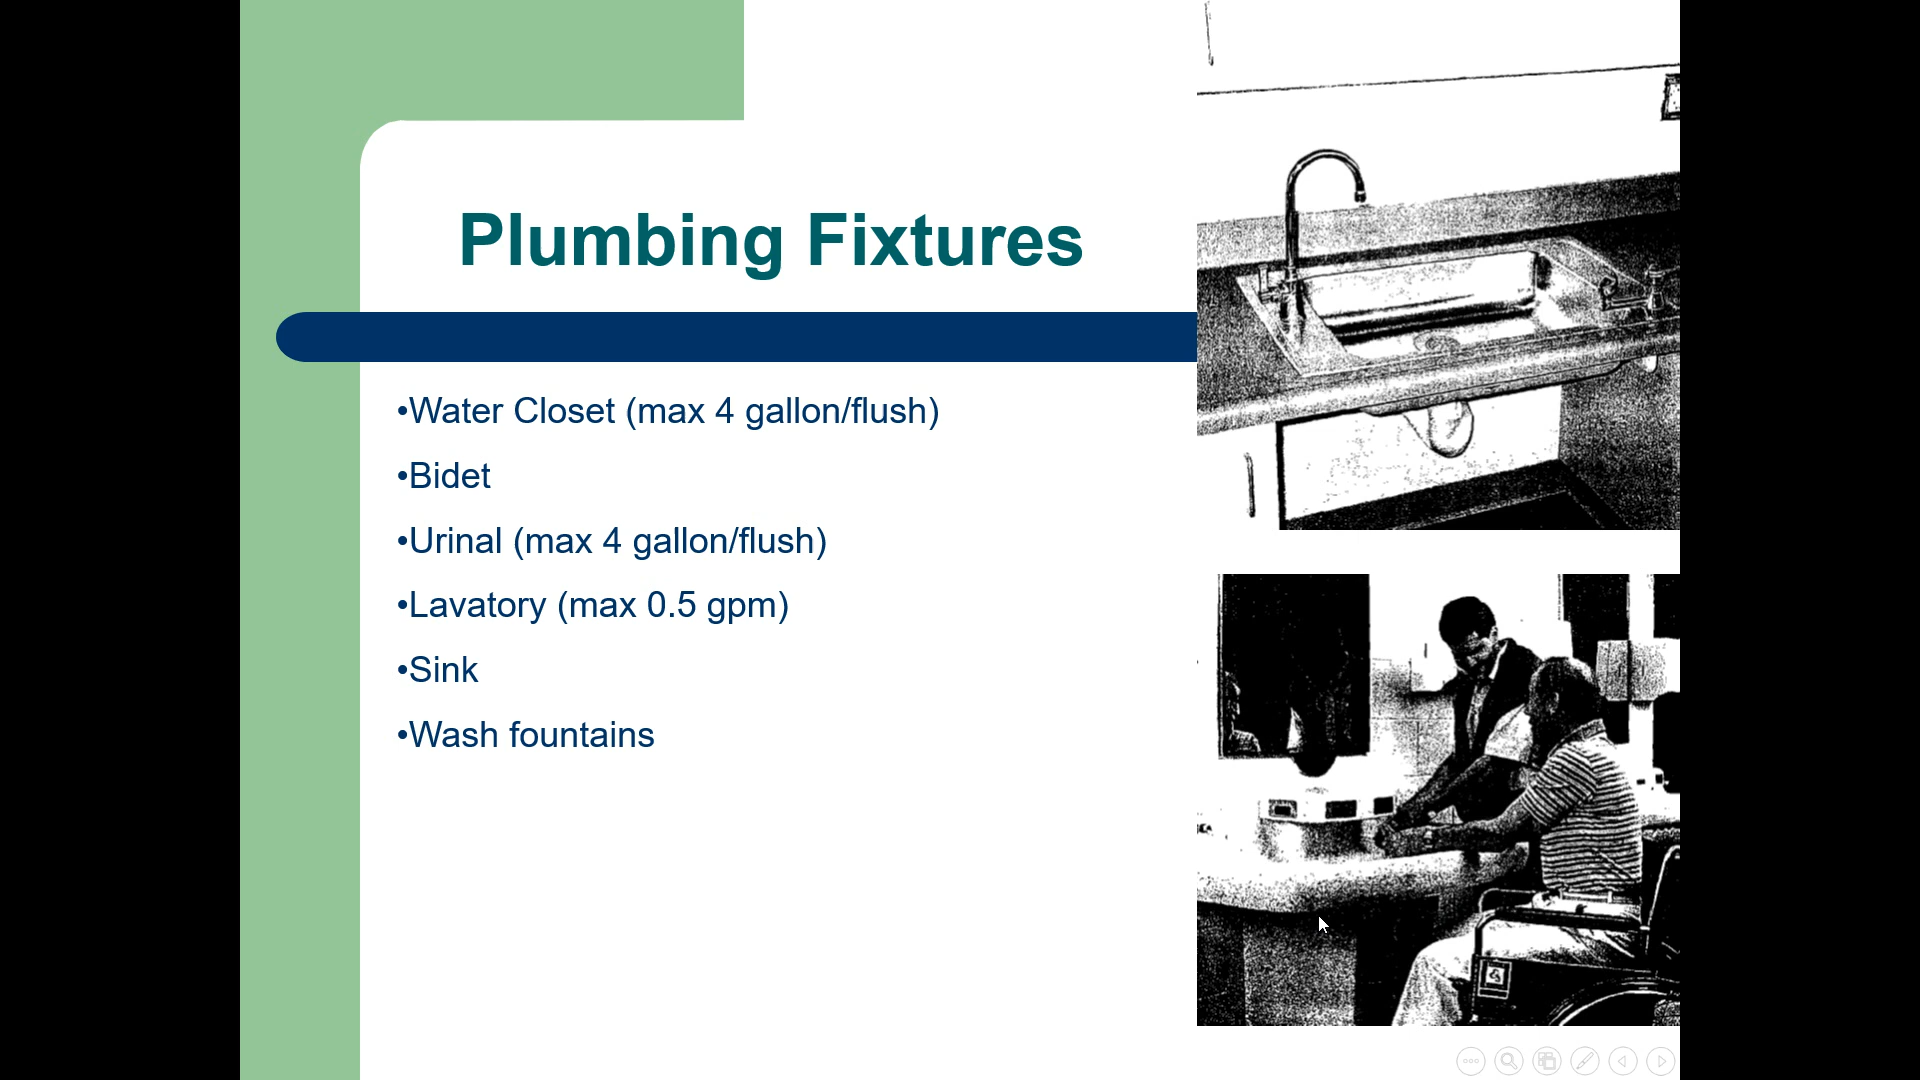 Plumbing Fixtures
•Water Closet (max 4 gallon/flush)
•Bidet
•Urinal (max 4 gallon/flush)
•Lavatory (max 0.5 gpm)
•Sink
•Wash fountains